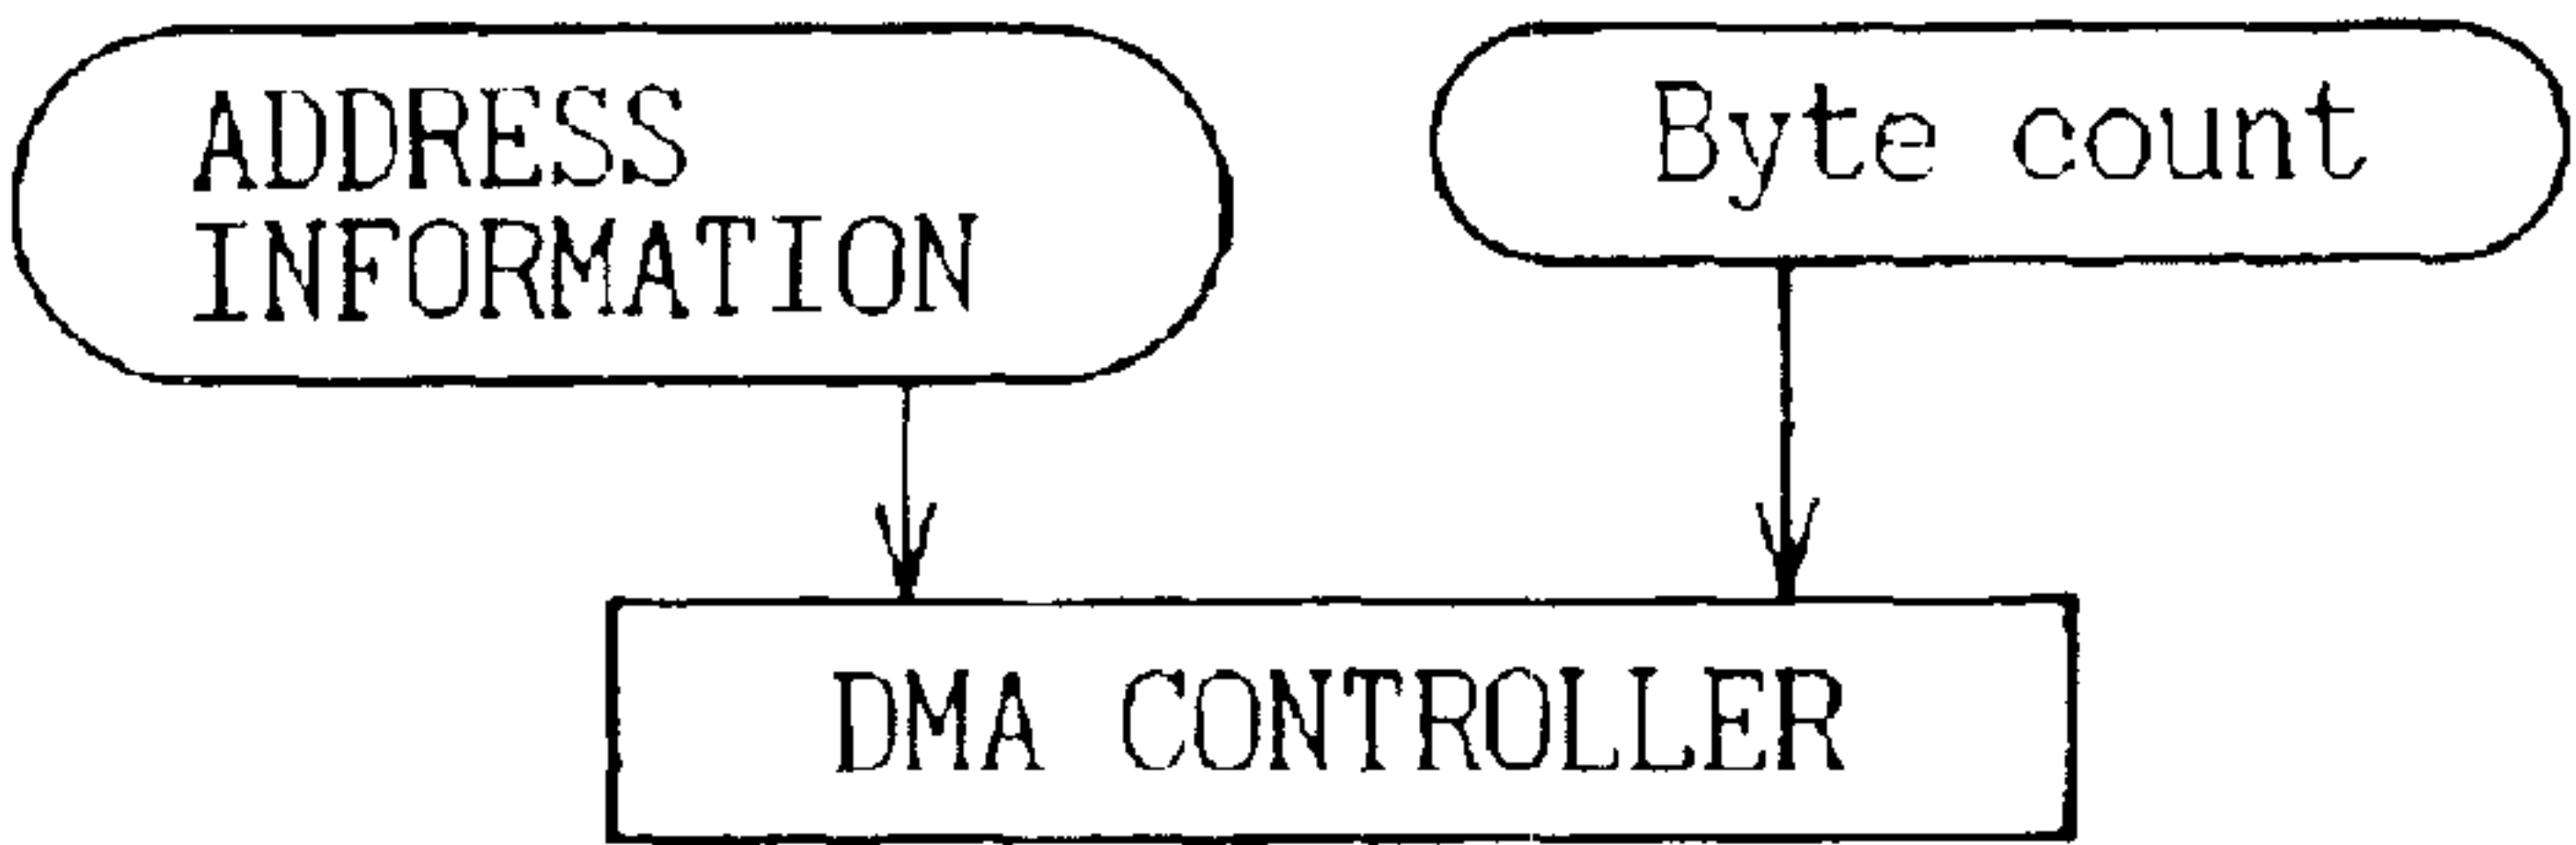 ADDRESS
INFORMATION
Byte count
DMA CONTROLLER